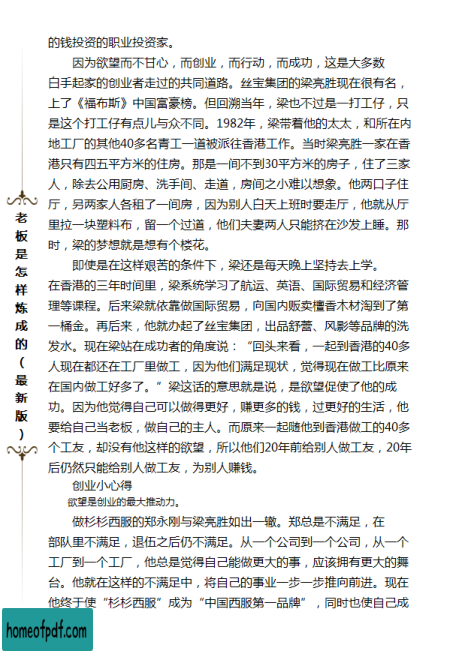 的钱投资的职业投资家。
因为欲望而不甘心，而创业，而行动，而成功，这是大多数
白手起家的创业者走过的共同道路。丝宝集团的梁亮胜现在很有名，
上了《福布斯》中国富豪榜。但回溯当年，梁也不过是一打工仔，只
是这个打工仔有点儿与众不同。1982年，梁带着他的太太，和所在内
地工厂的其他40多名青工一道被派往香港工作。当时梁亮胜一家在香
港只有四五平方米的住房。那是一间不到30平方米的房子，住了三家
人，除去公用厨房、洗手间、走道，房间之小难以想象。他两口子住
厅，另两家人各租了一间房，因为别人白天上班时要走厅，他就从厅
里拉一块塑料布，留一个过道，他们夫妻两人只能挤在沙发上睡。那
时，梁的梦想就是想有个楼花。
即使是在这样艰苦的条件下，梁还是每天晚上坚持去上学。
在香港的三年时间里，梁系统学习了航运、英语、国际贸易和经济管
理等课程。后来梁就依靠做国际贸易，向国内贩卖檀香木材淘到了第
一桶金。再后来，他就办起了丝宝集团，出品舒蕾、风影等品牌的洗
发水。现在梁站在成功者的角度说：“回头来看，一起到香港的40多
人现在都还在工厂里做工，因为他们满足现状，觉得现在做工比原来
在国内做工好多了。”梁这话的意思就是说，是欲望促使了他的成
功。因为他觉得自己可以做得更好，赚更多的钱，过更好的生活，他
要给自己当老板，做自己的主人。而原来一起随他到香港做工的40多
个工友，却没有他这样的欲望，所以他们20年前给别人做工友，20年
后仍然只能给别人做工友，为别人赚钱。
创业小心得
欲望是创业的最大推动力。
做杉杉西服的郑永刚与梁亮胜如出一辙。郑总是不满足，在
部队里不满足，退伍之后仍不满足。从一个公司到一个公司，从一个
工厂到一个工厂，他总是觉得自己能做更大的事，应该拥有更大的舞
台。他就在这样的不满足中，将自己的事业一步一步推向前进。现在
他终于使“杉杉西服”成为“中国西服第一品牌”，同时也使自己成
老板是怎样炼成的（最新版）
homeofpdf.com